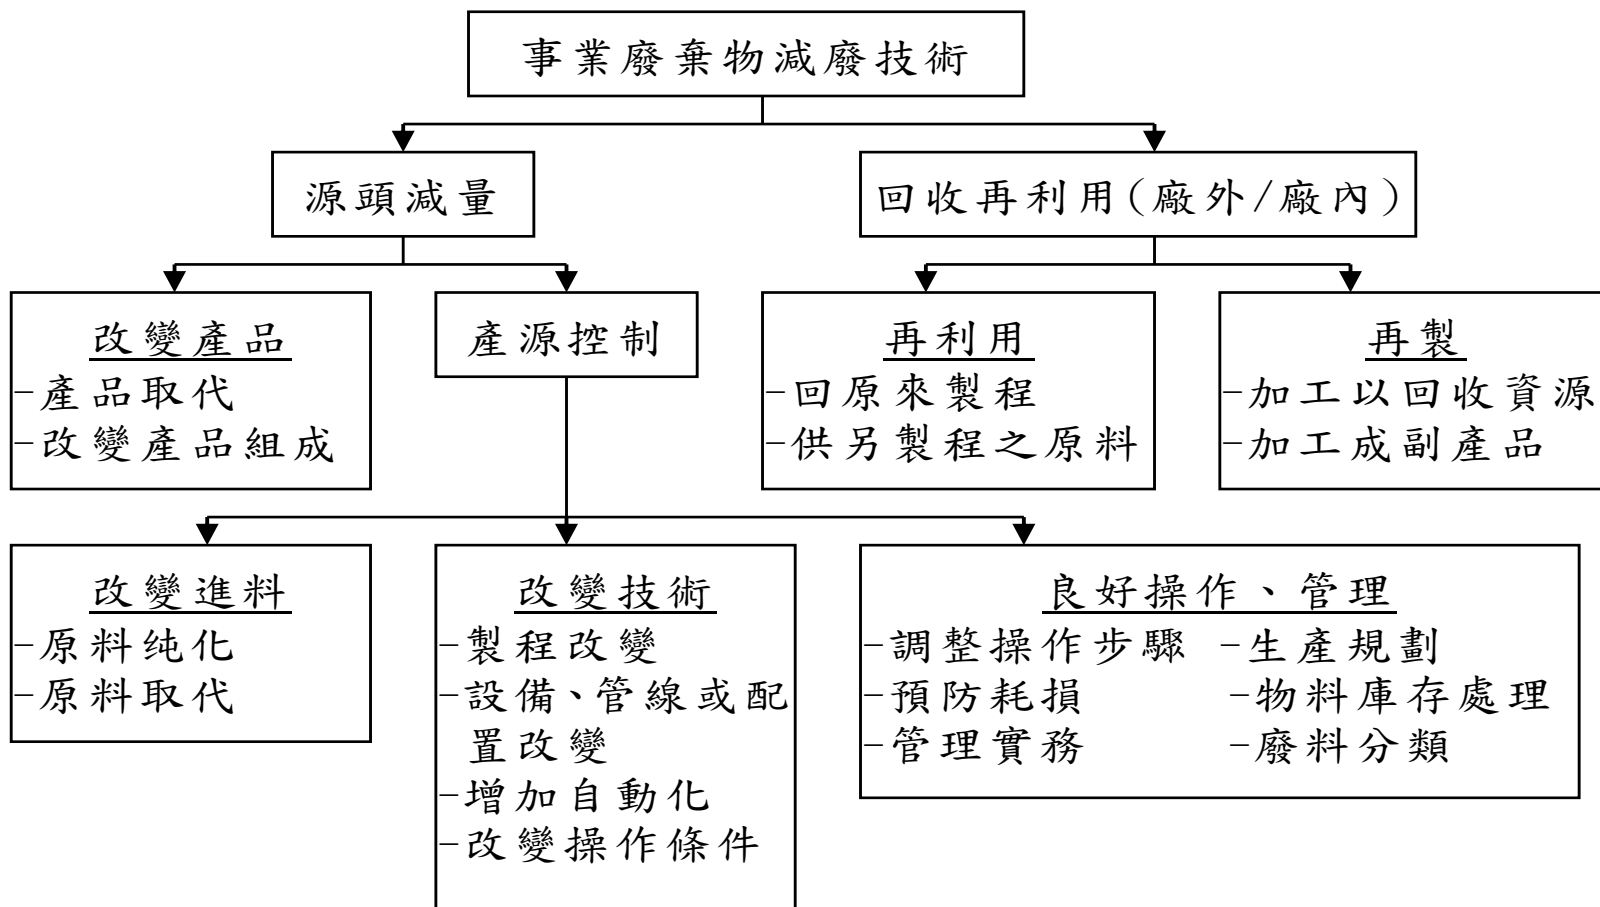 事業廢棄物減廢技術
源頭減量
回收再利用(廠外/廠內)
改變產品
-產品取代
-改變產品組成
產源控制
再利用
-回原來製程
-供另製程之原料
再製
-加工以回收資源
-加工成副產品
改變進料
-原料纯化
-原料取代
改變技術
-製程改變
-設備、管線或配
置改變
-增加自動化
-改變操作條件
良好操作、管理
-調整操作步驟 -生產規劃
-預防耗損 -物料庫存處理
-管理實務 -廢料分類